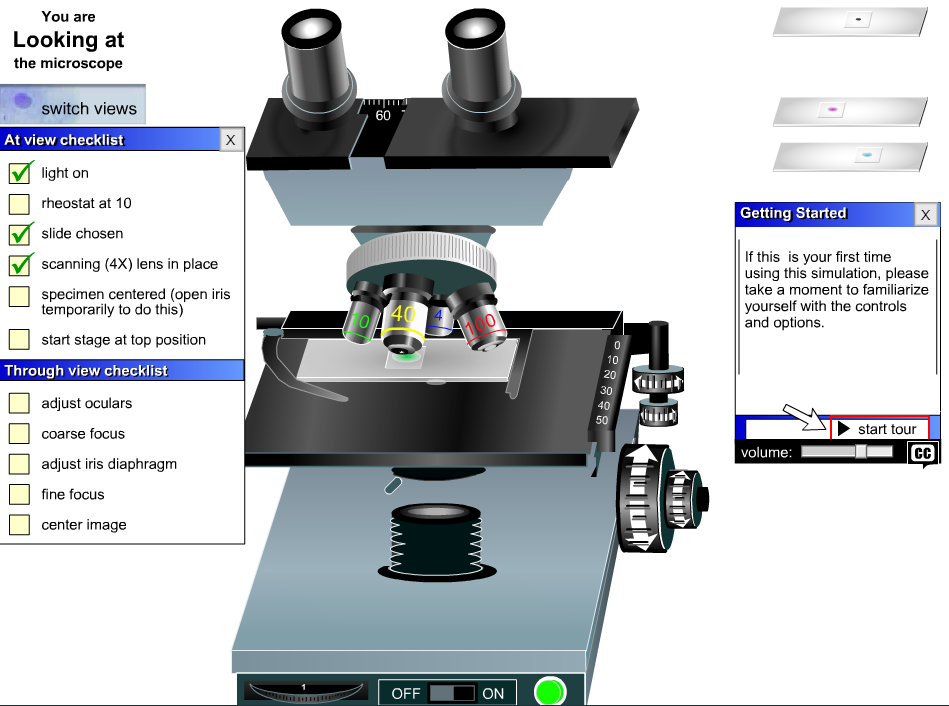 You are
Looking at
the microscope
switch views
At view checklist
X
light on
rheostat at 10
slide chosen
scanning (4X) lens in place
specimen centered (open iris
temporarily to do this)
start stage at top position
Through view checklist
adjust oculars
coarse focus
adjust iris diaphragm
fine focus
center image
60
10
40
4
100
0
10
20
30
40
50
1
OFF
ON
Getting Started
X
If this is your first time
using this simulation, please
take a moment to familiarize
yourself with the controls
and options.
start tour
volume:
CC